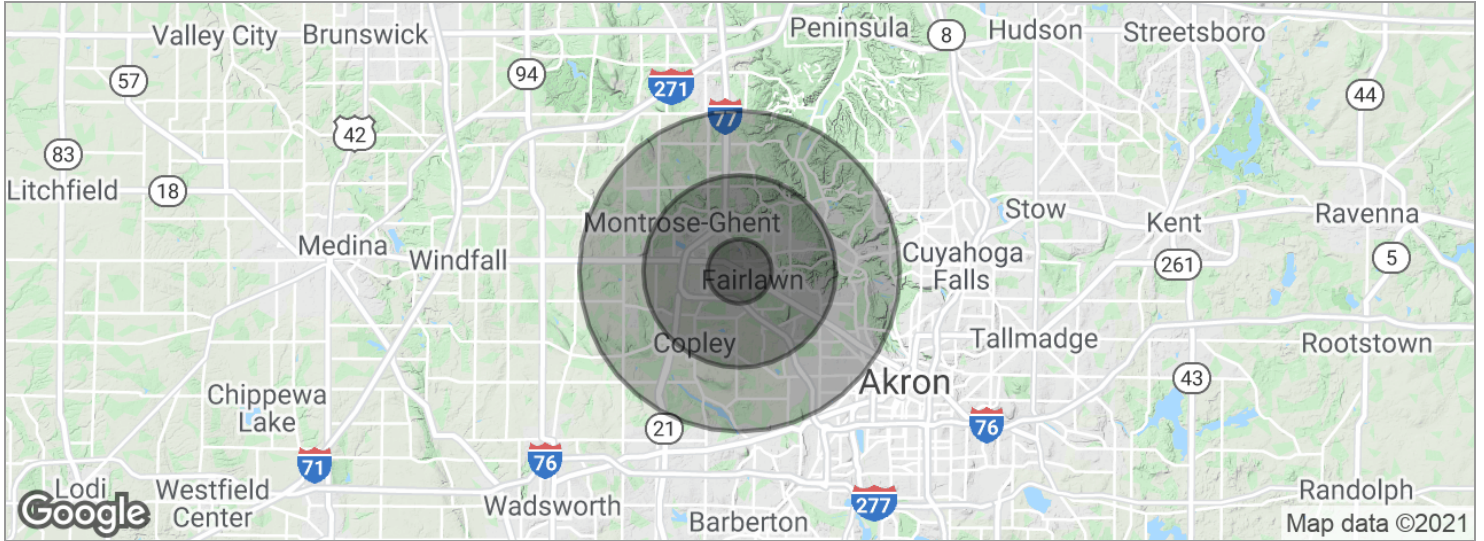 Valley City
Brunswick
Peninsula
8
Hudson
Streetsboro
57
94
271
77
44
42
83
Litchfield
18
Montrose-Ghent
Stow
Kent
Ravenna
Medina
Windfall
Fairlawn
Cuyahoga
Falls
261
5
Copley
Tallmadge
Rootstown
Chippewa
Lake
Akron
43
21
76
71
76
Lodi
Westfield
Center
Wadsworth
277
Barberton
Randolph
Google
Map data ©2021